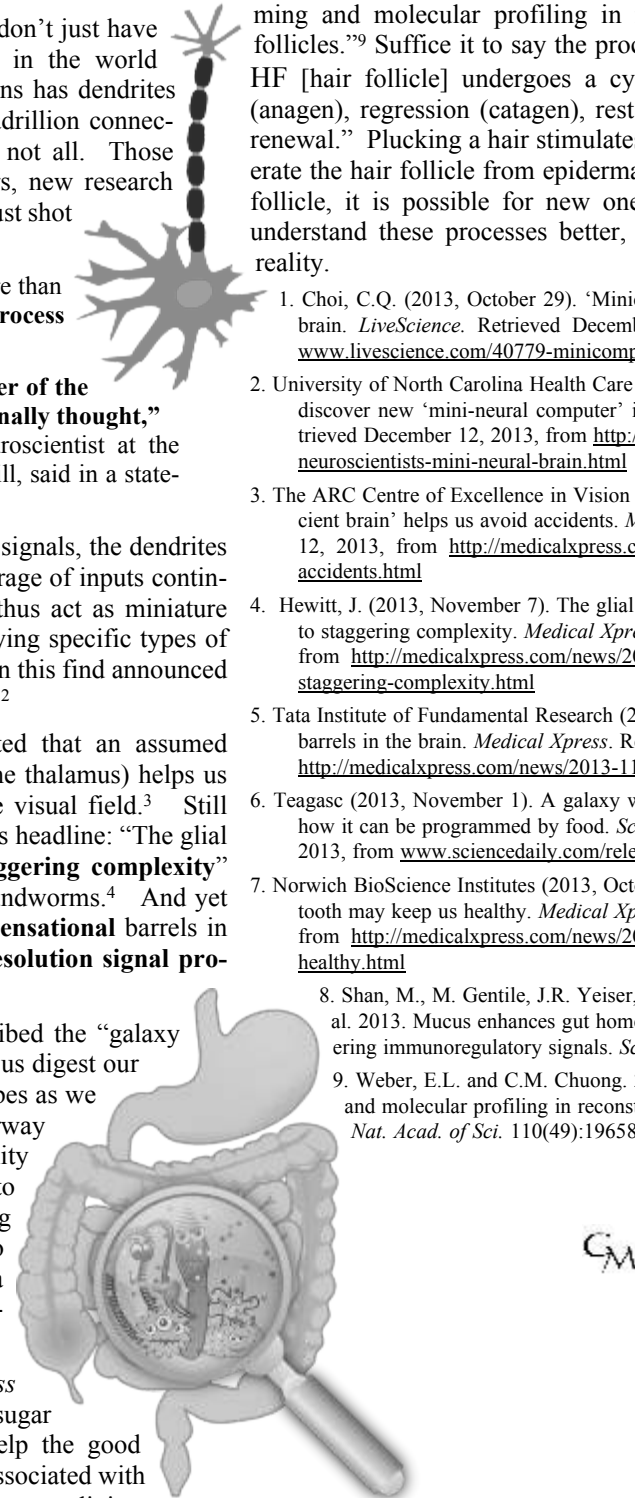 don't just have
in the world
ns has dendrites
adrillion connec-
not all. Those
s, new research
ust shot
re than
rocess
er of the
nally thought,"
roscientist at the
ill, said in a state-
signals, the dendrites
rage of inputs contin-
thus act as miniature
ying specific types of
n this find announced
2
ted that an assumed
he thalamus) helps us
e visual field.3 Still
s headline: "The glial
ggering complexity"
ndworms.4 And yet
ensational barrels in
esolution signal pro-
ibed the "galaxy
us digest our
pes as we
rway
ity
to
g
o
a
-
ss
sugar
elp the good
ssociated with
ming and molecular profiling in
follicles."9 Suffice it to say the proc
HF [hair follicle] undergoes a cy
(anagen), regression (catagen), rest
renewal." Plucking a hair stimulates
erate the hair follicle from epiderma
follicle, it is possible for new one
understand these processes better,
reality.
1. Choi, C.Q. (2013, October 29). 'Minic
brain. LiveScience. Retrieved Decemb
www.livescience.com/40779-minicomp
2. University of North Carolina Health Care
discover new 'mini-neural computer' i
trieved December 12, 2013, from http:/
neuroscientists-mini-neural-brain.html
3. The ARC Centre of Excellence in Vision
cient brain' helps us avoid accidents. M
12, 2013, from http://medicalxpress.c
accidents.html
4. Hewitt, J. (2013, November 7). The glial
to staggering complexity. Medical Xpre
from http://medicalxpress.com/news/20
staggering-complexity.html
5. Tata Institute of Fundamental Research (2
barrels in the brain. Medical Xpress. R
http://medicalxpress.com/news/2013-11
6. Teagasc (2013, November 1). A galaxy w
how it can be programmed by food. Sc
2013, from www.sciencedaily.com/rele
7. Norwich BioScience Institutes (2013, Octo
tooth may keep us healthy. Medical Xp
from http://medicalxpress.com/news/20
healthy.html
8. Shan, M., M. Gentile, J.R. Yeiser,
al. 2013. Mucus enhances gut home
ering immunoregulatory signals. Sc
9. Weber, E.L. and C.M. Chuong.
and molecular profiling in reconst
Nat. Acad. of Sci. 110(49):19658
CM